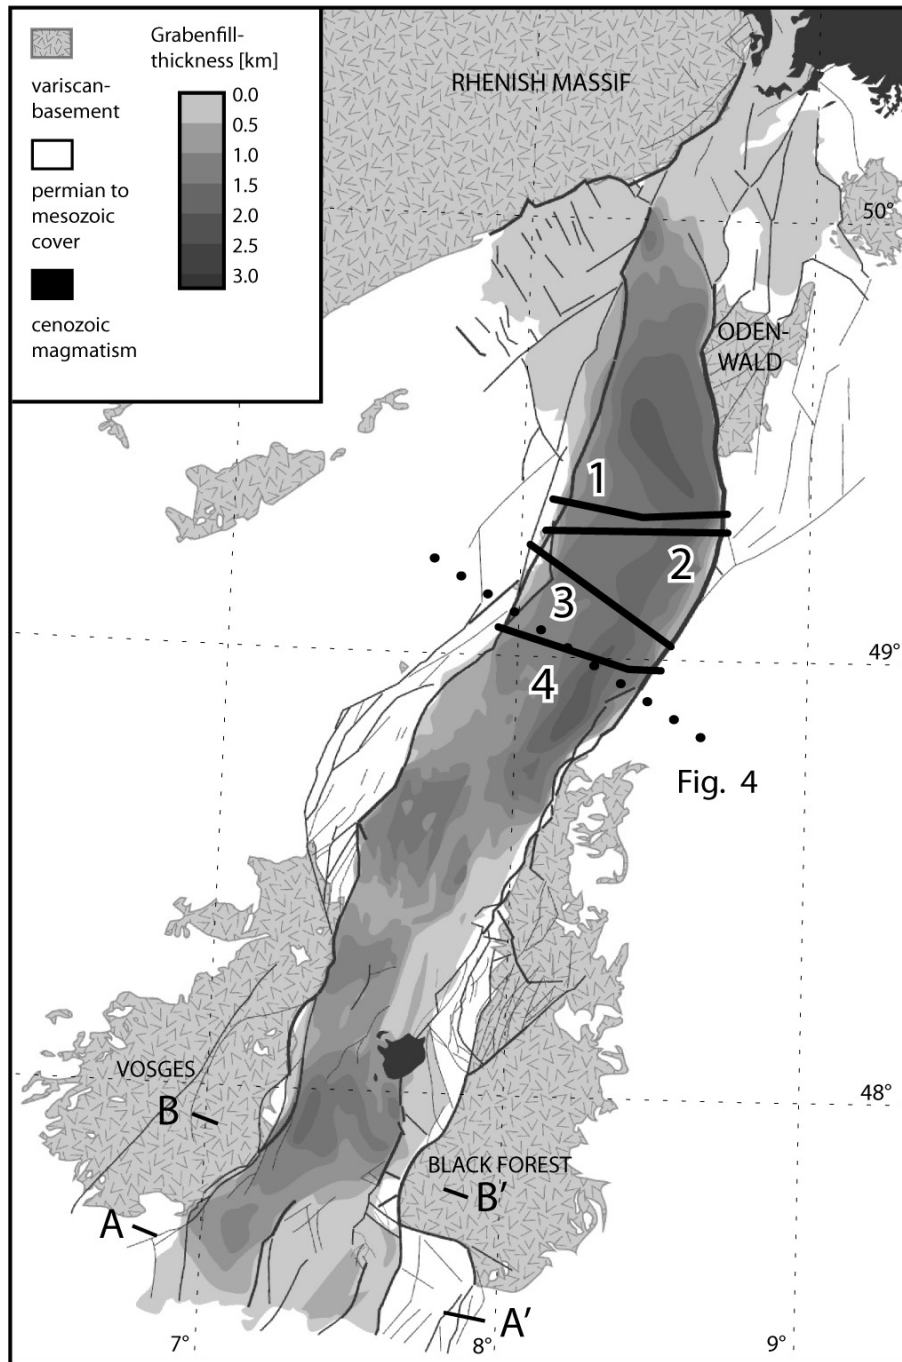 variscan-
basement
permian to
mesozoic
cover
cenozoic
magmatism
Grabenfill-
thickness [km]
0.0
0.5
1.0
1.5
2.0
2.5
3.0
RHENISH MASSIF
50°
ODEN-
WALD
1
2
3
49°
4
Fig. 4
VOSGES
B
48°
BLACK FOREST
B’
A
A’
7°
8°
9°